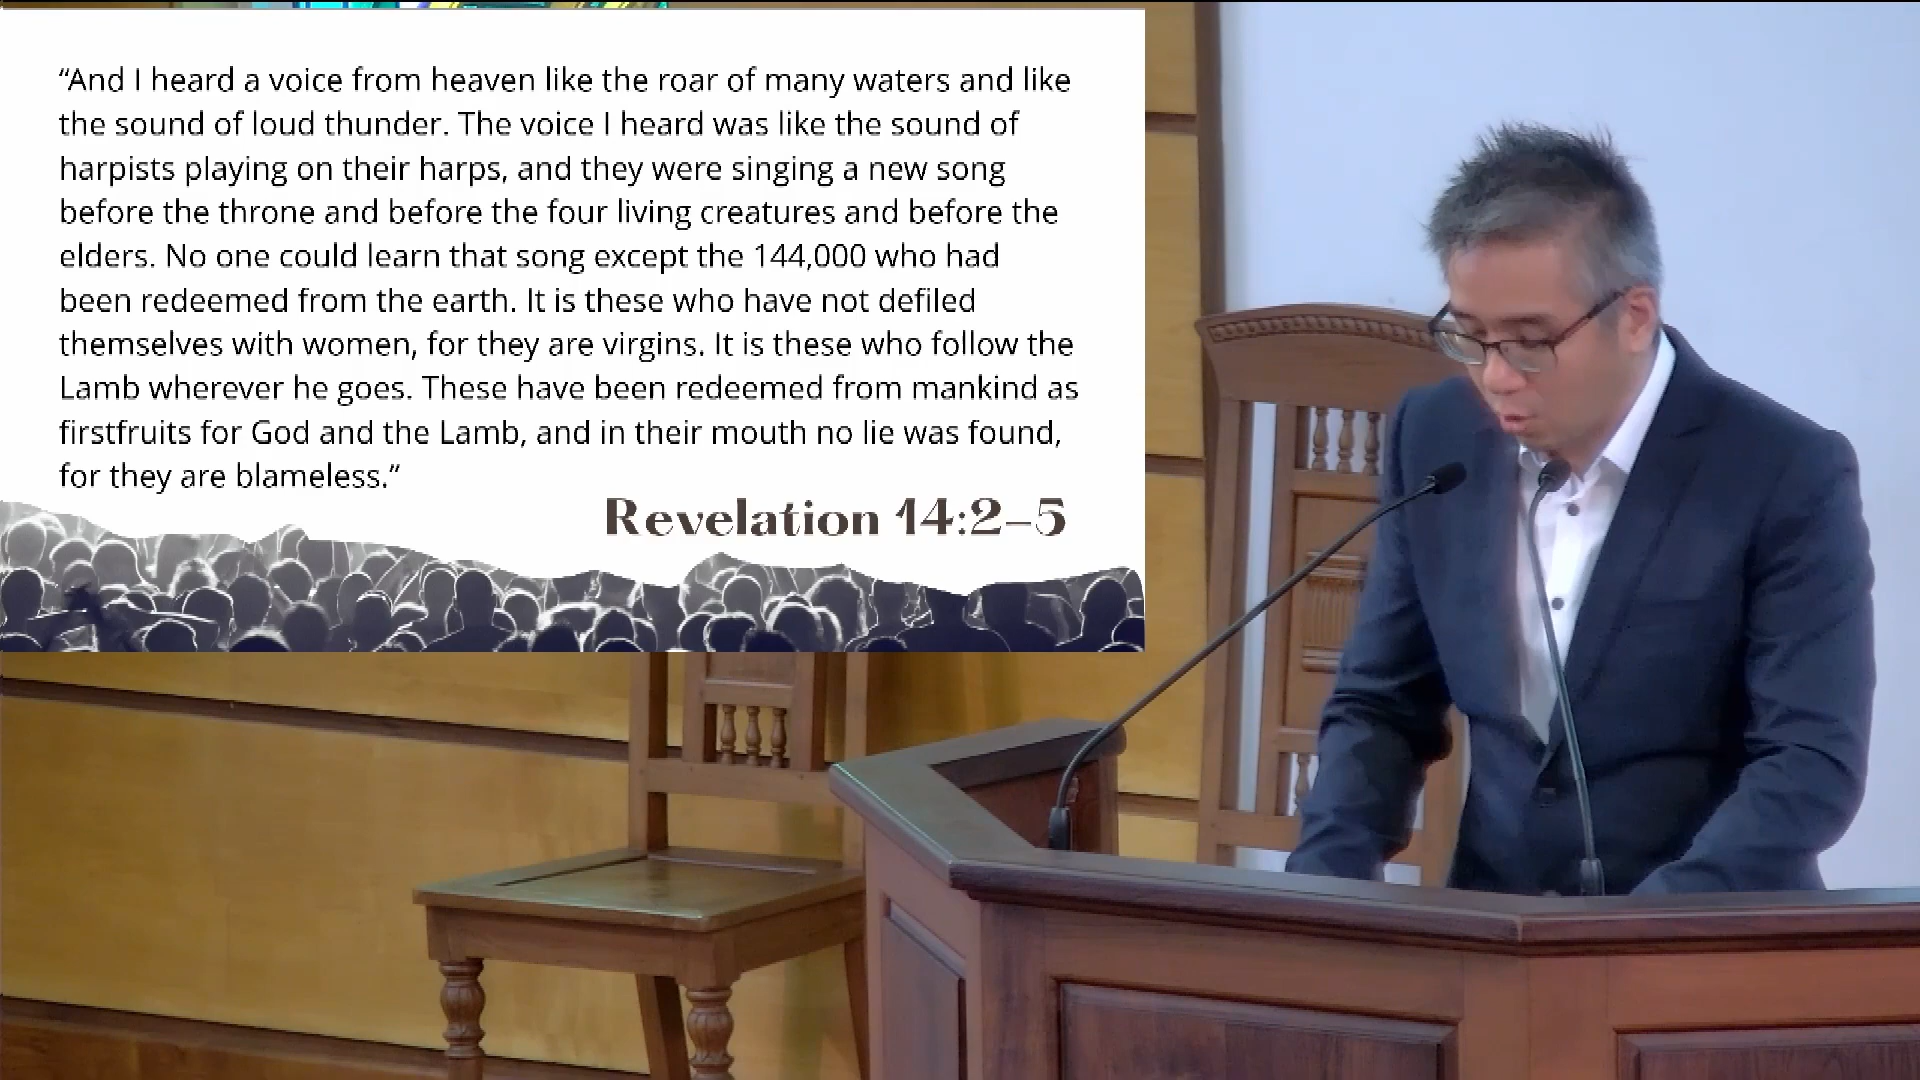 “And I heard a voice from heaven like the roar of many waters and like
the sound of loud thunder. The voice I heard was like the sound of
harpists playing on their harps, and they were singing a new song
before the throne and before the four living creatures and before the
elders. No one could learn that song except the 144,000 who had
been redeemed from the earth. It is these who have not defiled
themselves with women, for they are virgins. It is these who follow the
Lamb wherever he goes. These have been redeemed from mankind as
firstfruits for God and the Lamb, and in their mouth no lie was found,
for they are blameless.”
Revelation 14:2–5